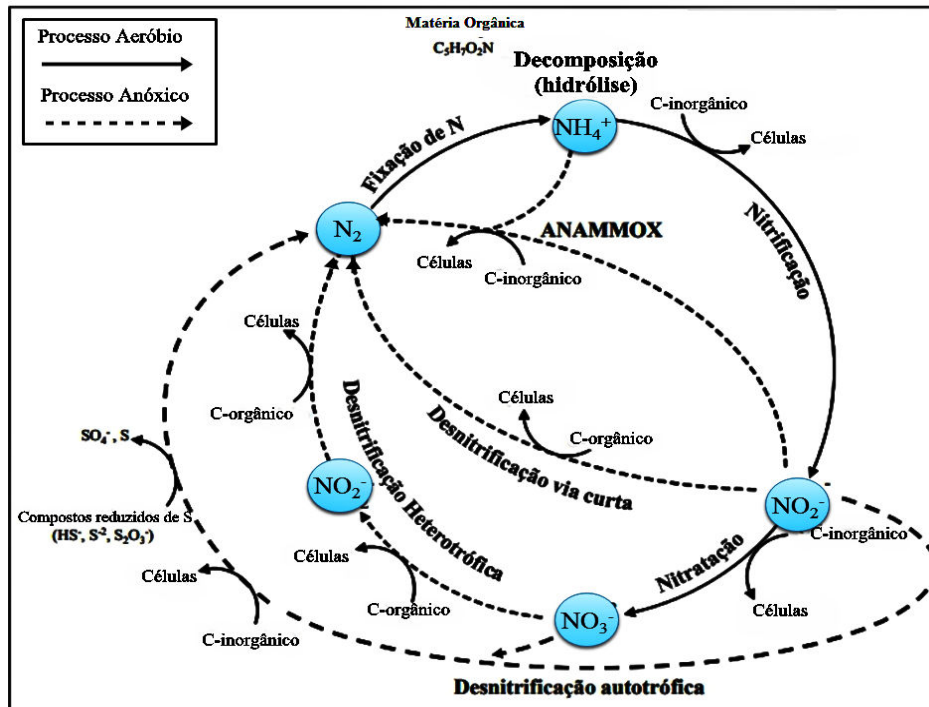 Processo Aeróbio
Processo Anóxico
Matéria Orgânica
C₅H₇O₂N
Decomposição
(hidrólise)
NH₄⁺
C-inorgânico
Células
Fixação de N
N₂
ANAMMOX
Células
C-inorgânico
Nitrificação
Células
C-orgânico
Células
C-orgânico
Desnitrificação via curta
Desnitrificação Heterotrófica
SO₄⁻, S
Compostos reduzidos de S
(HS⁻, S⁻², S₂O₃⁻)
NO₂⁻
NO₂⁻
C-inorgânico
Nitratação
Células
Células
C-inorgânico
Células
C-orgânico
NO₃⁻
Desnitrificação autotrófica